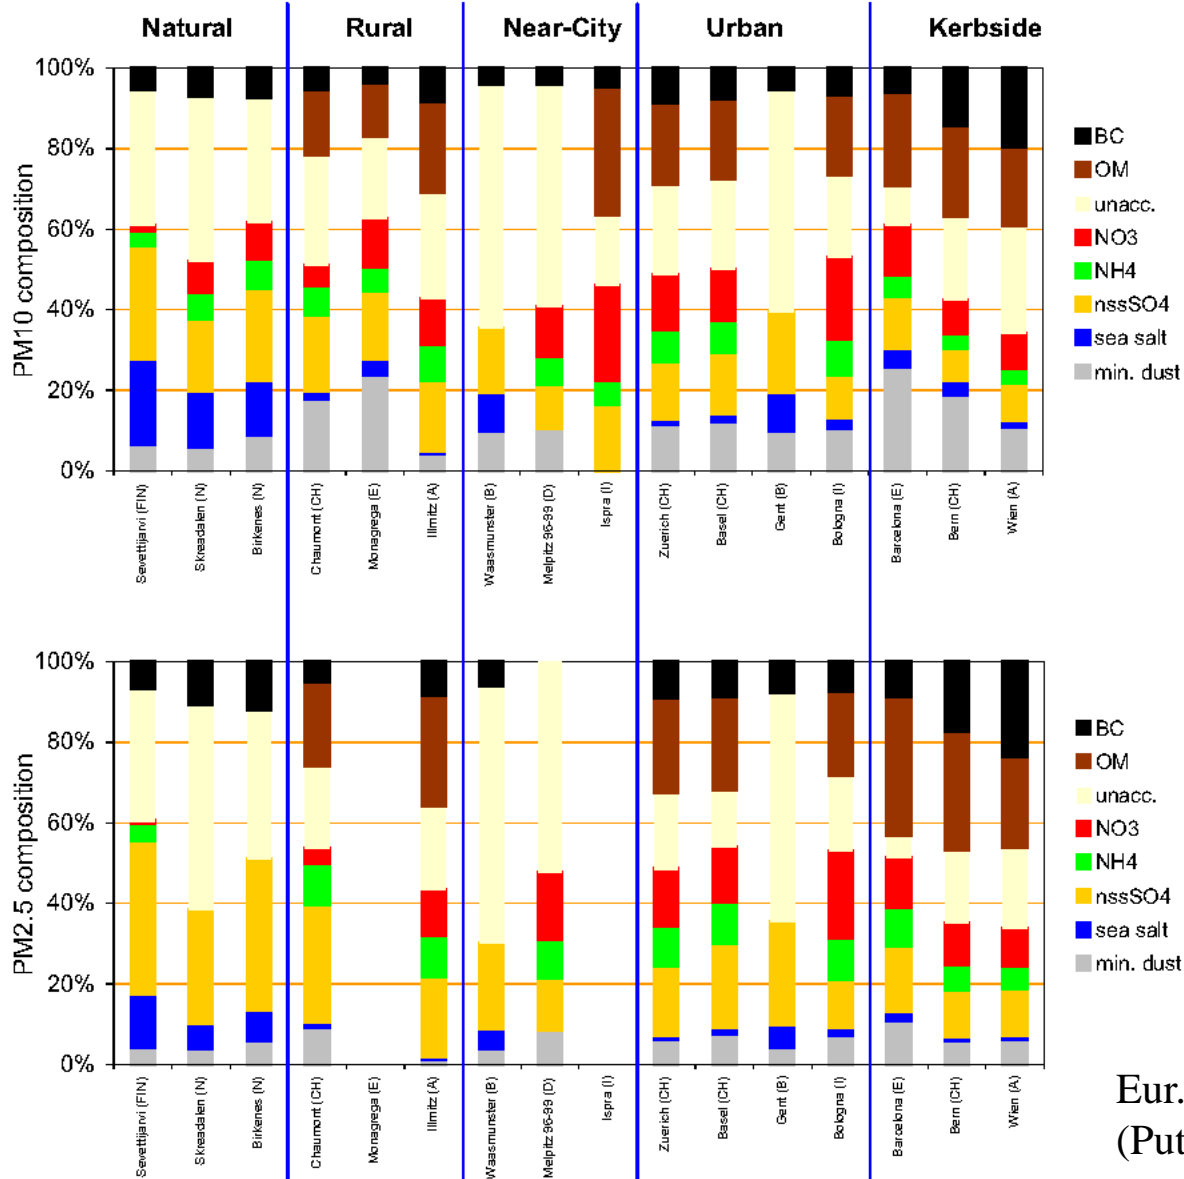 Natural Rural Near-City Urban Kerbside
PM10 composition
100%
80%
60%
40%
20%
0%
BC
OM
unacc.
NO3
NH4
nssSO4
sea salt
min. dust
Sevettijarvi (FIN)
Skreadalen (N)
Birkenes (N)
Chaumont (CH)
Monagrega (E)
Illmitz (A)
Waasmunster (B)
Melpitz 96-99 (D)
Ispra (I)
Zuerich (CH)
Basel (CH)
Gent (B)
Bologna (I)
Barcelona (E)
Bern (CH)
Wien (A)
PM2.5 composition
100%
80%
60%
40%
20%
0%
BC
OM
unacc.
NO3
NH4
nssSO4
sea salt
min. dust
Sevettijarvi (FIN)
Skreadalen (N)
Birkenes (N)
Chaumont (CH)
Monagrega (E)
Illmitz (A)
Waasmunster (B)
Melpitz 96-99 (D)
Ispra (I)
Zuerich (CH)
Basel (CH)
Gent (B)
Bologna (I)
Barcelona (E)
Bern (CH)
Wien (A)
Eur.
(Put